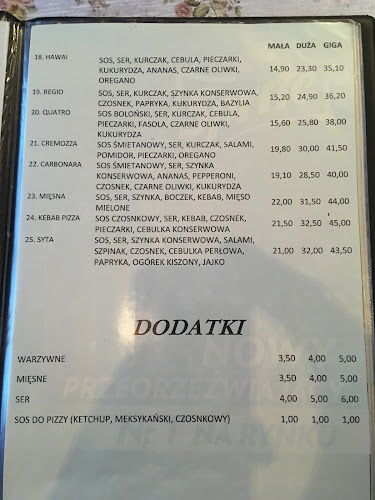 MAŁA DUŻA GIGA
18. HAWAI SOS, SER, KURCZAK, CEBULA, PIECZARKI,
KUKURYDZA, ANANAS, CZARNE OLIWKI, 14,90 23,30 35,10
OREGANO
19. REGIO SOS, SER, KURCZAK, SZYNKA KONSERWOWA, 15,20 24,90 36,20
CZOSNEK, PAPRYKA, KUKURYDZA, BAZYLIA
20. QUATRO SOS BOLOŃSKI, SER, KURCZAK, CEBULA,
PIECZARKI, FASOLA, CZARNE OLIWKI, 15,60 25,80 38,00
KUKURYDZA
21. CREMOZZA SOS ŚMIETANOWY, SER, KURCZAK, SALAMI, 19,80 30,00 41,50
POMIDOR, PIECZARKI, OREGANO
22. CARBONARA SOS ŚMIETANOWY, SER, SZYNKA
KONSERWOWA, ANANAS, PEPPERONI, 19,10 28,50 40,00
CZOSNEK, CZARNE OLIWKI, KUKURYDZA
23. MIĘSNA SOS, SER, SZYNKA, BOCZEK, KEBAB, MIĘSO 22,00 31,50 44,00
MIELONE
24. KEBAB PIZZA SOS CZOSNKOWY, SER, KEBAB, CZOSNEK, 21,50 32,50 45,00
PIECZARKI, CEBULKA KONSERWOWA
25. SYTA SOS, SER, SZYNKA KONSERWOWA, SALAMI,
SZPINAK, CZOSNEK, CEBULKA PERŁOWA, 21,00 32,00 43,50
PAPRYKA, OGÓREK KISZONY, JAJKO
DODATKI
WARZYWNE 3,50 4,00 5,00
MIĘSNE 3,50 4,00 5,00
SER 4,00 5,00 6,00
SOS DO PIZZY (KETCHUP, MEKSYKAŃSKI, CZOSNKOWY) 1,00 1,00 1,00